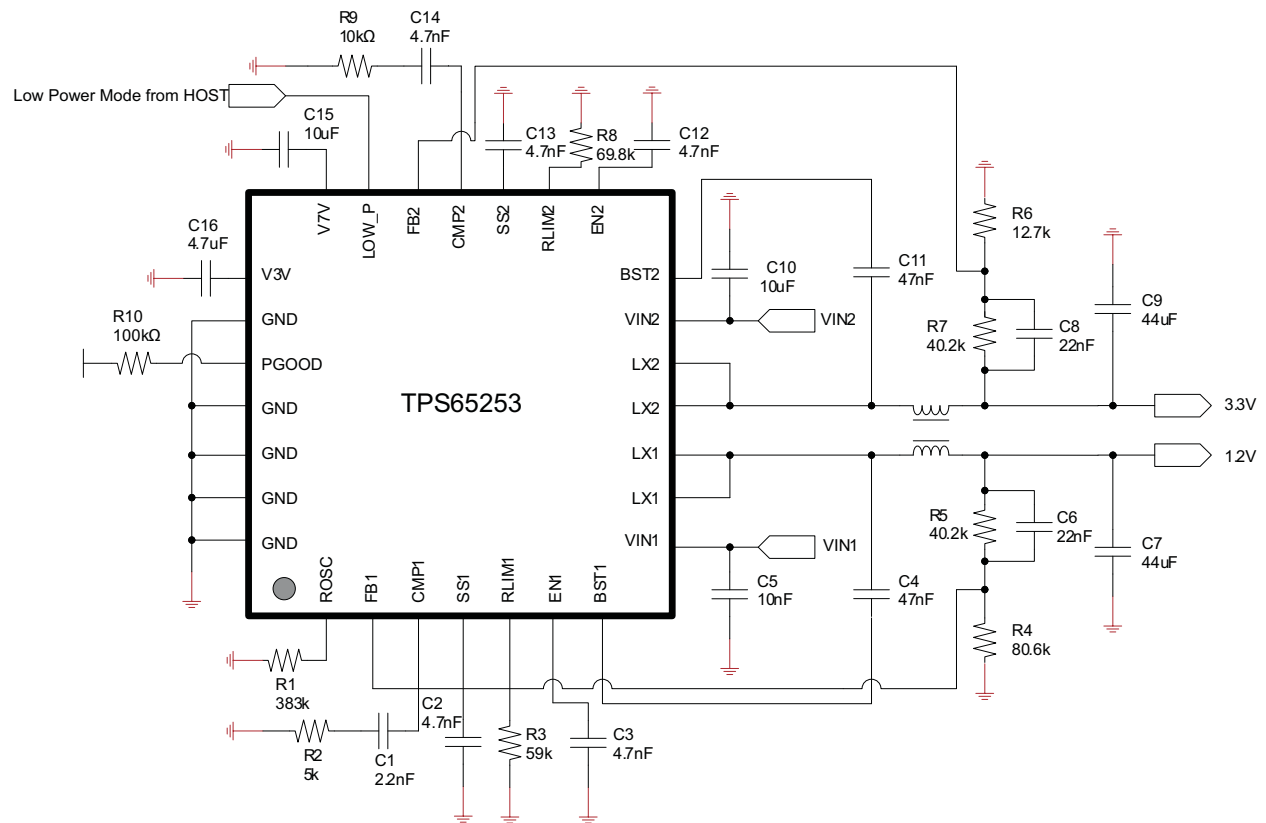 R9
10kΩ
C14
4.7nF
Low Power Mode from HOST
C15
10uF
C13
4.7nF
R8
69.8k
C12
4.7nF
V7V
LOW_P
FB2
CMP2
SS2
RLIM2
EN2
R6
12.7k
C16
4.7uF
V3V
BST2
C10
10uF
C11
47nF
C9
44uF
R10
100kΩ
GND
VIN2
VIN2
R7
40.2k
C8
22nF
PGOOD
LX2
TPS65253
GND
LX2
3.3V
GND
LX1
1.2V
GND
LX1
R5
40.2k
C6
22nF
GND
VIN1
VIN1
C7
44uF
C5
10nF
C4
47nF
ROSC
FB1
CMP1
SS1
RLIM1
EN1
BST1
R4
80.6k
R1
383k
C2
4.7nF
R2
5k
C1
2.2nF
R3
59k
C3
4.7nF